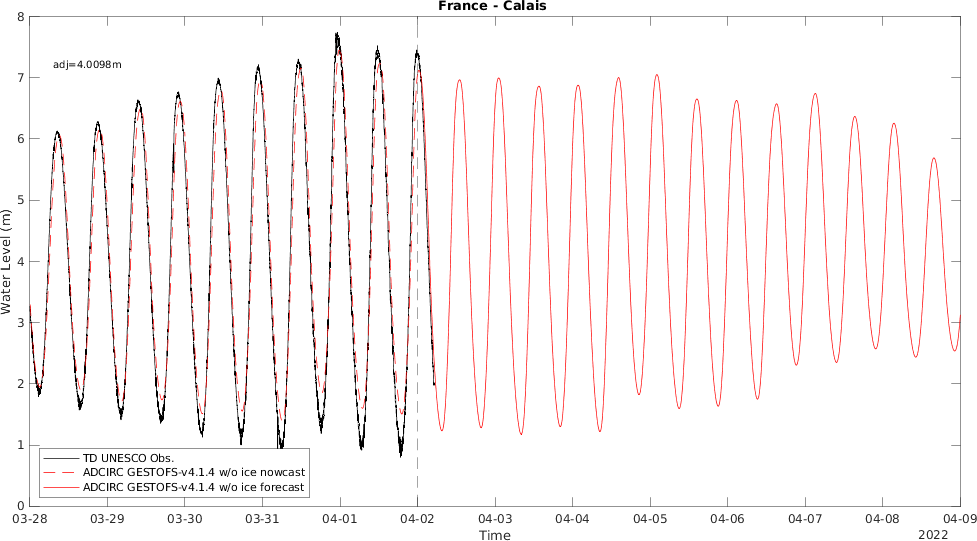 France - Calais
8
adj=4.0098m
7
6
5
4
3
2
1
0
Water Level (m)
TD UNESCO Obs.
ADCIRC GESTOFS-v4.1.4 w/o ice nowcast
ADCIRC GESTOFS-v4.1.4 w/o ice forecast
03-28 03-29 03-30 03-31 04-01 04-02 04-03 04-04 04-05 04-06 04-07 04-08 04-09
Time
2022